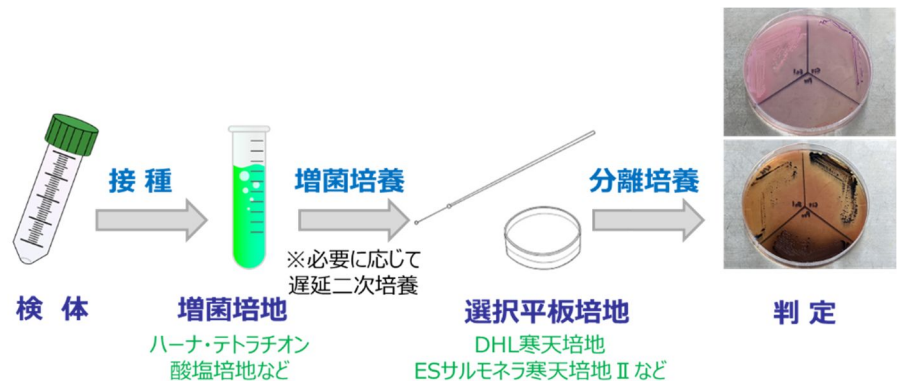 接 種
増菌培養
分離培養
※必要に応じて
遅延二次培養
検 体
増菌培地
選択平板培地
判 定
ハーナ・テトラチオン
酸塩培地など
DHL寒天培地
ESサルモネラ寒天培地Ⅱなど